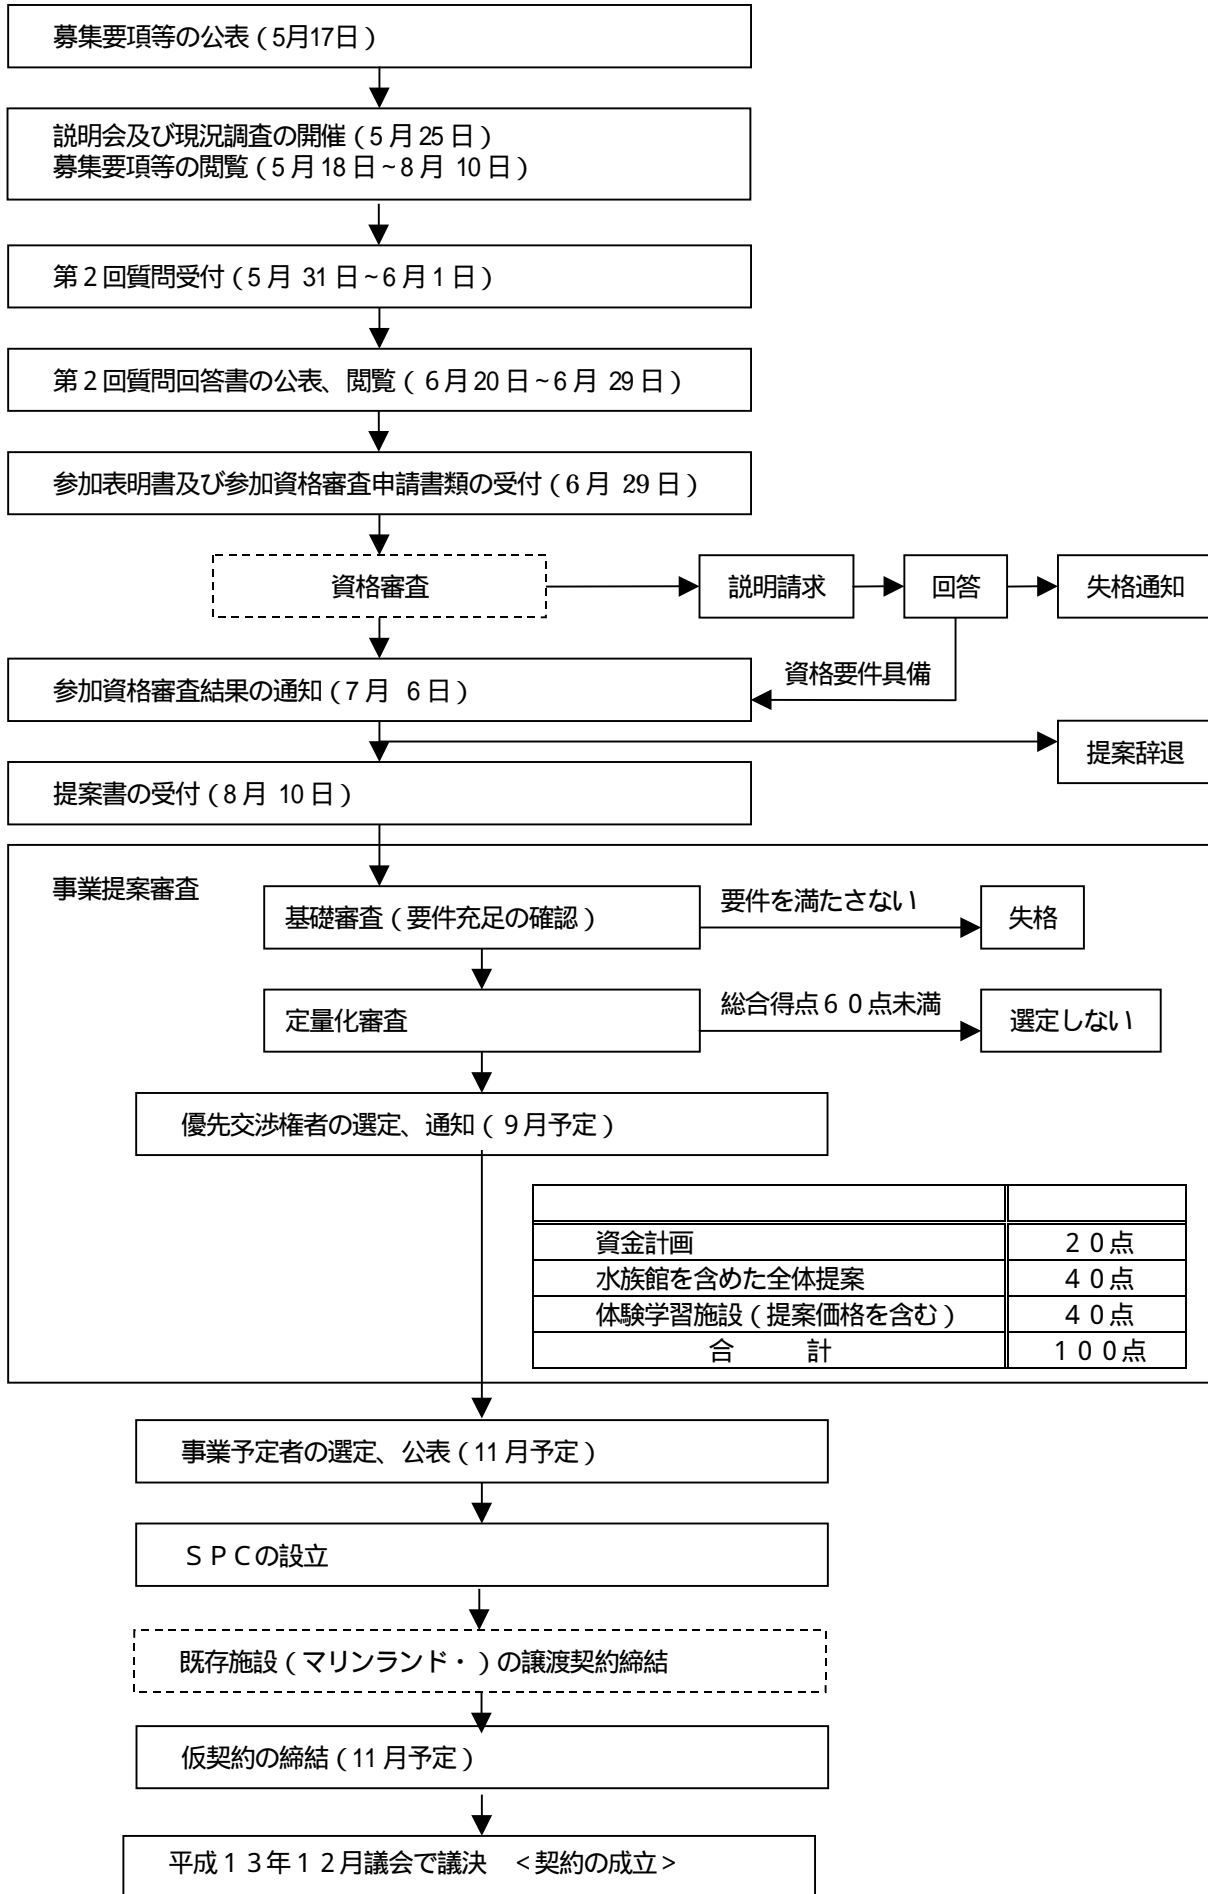 募集要項等の公表（5月17日）
説明会及び現況調査の開催（5月25日）
募集要項等の閲覧（5月18日~8月 10日）
第２回質問受付（5月 31日~6月1日）
第２回質問回答書の公表、閲覧（ 6月20日~6月 29日）
参加表明書及び参加資格審査申請書類の受付（6月 29日）
資格審査
説明請求
回答
失格通知
資格要件具備
参加資格審査結果の通知（7月 6日）
提案辞退
提案書の受付（8月 10日）
事業提案審査
基礎審査（要件充足の確認）
要件を満たさない
失格
定量化審査
総合得点６０点未満
選定しない
優先交渉権者の選定、通知（ 9月予定）
資金計画 ２０点
水族館を含めた全体提案 ４０点
体験学習施設（提案価格を含む） ４０点
合　計 １００点
事業予定者の選定、公表（11月予定）
ＳＰＣの設立
既存施設（マリンランド・）の譲渡契約締結
仮契約の締結（11月予定）
平成１３年１２月議会で議決　<契約の成立>